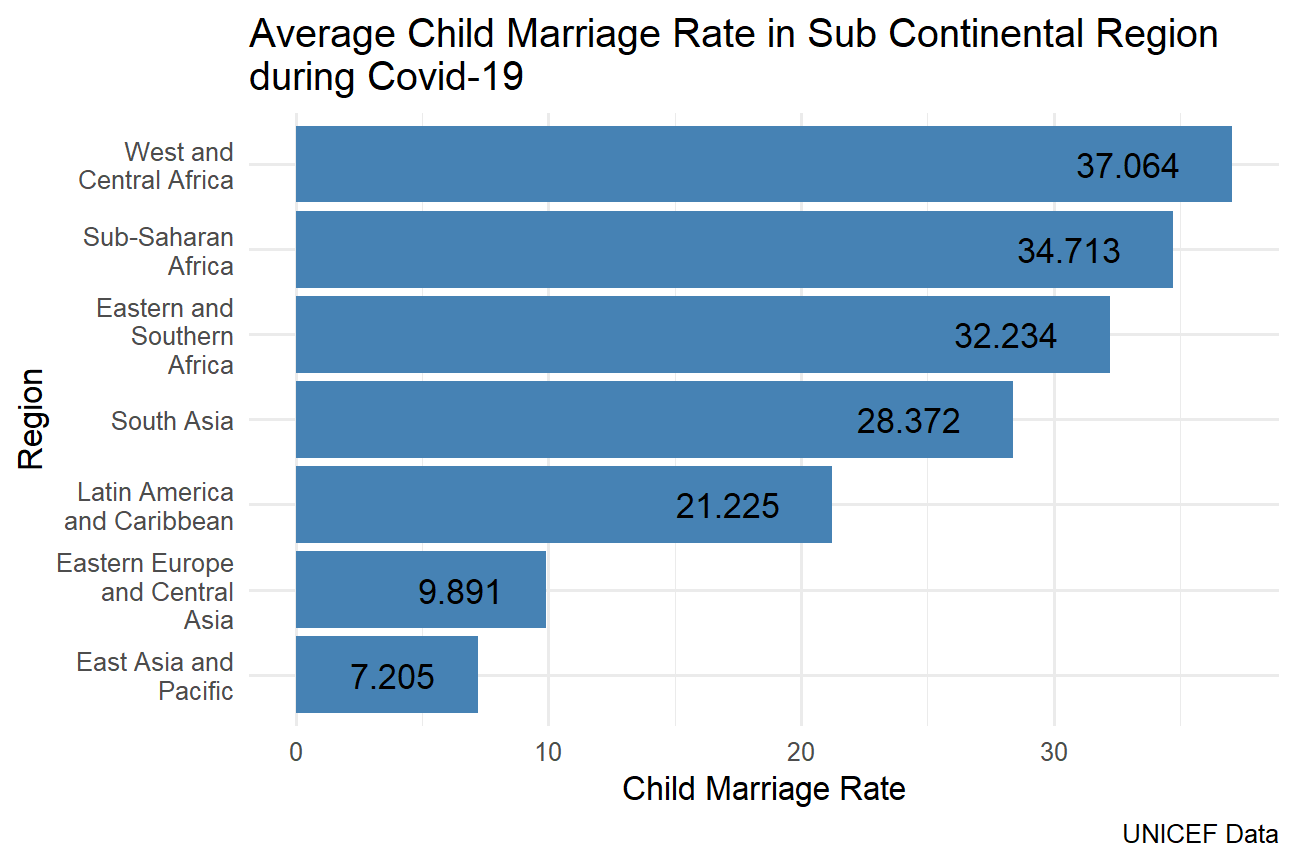 Average Child Marriage Rate in Sub Continental Region
during Covid-19
Region
West and
Central Africa
37.064
Sub-Saharan
Africa
34.713
Eastern and
Southern
Africa
32.234
South Asia
28.372
Latin America
and Caribbean
21.225
Eastern Europe
and Central
Asia
9.891
East Asia and
Pacific
7.205
0 10 20 30
Child Marriage Rate
UNICEF Data